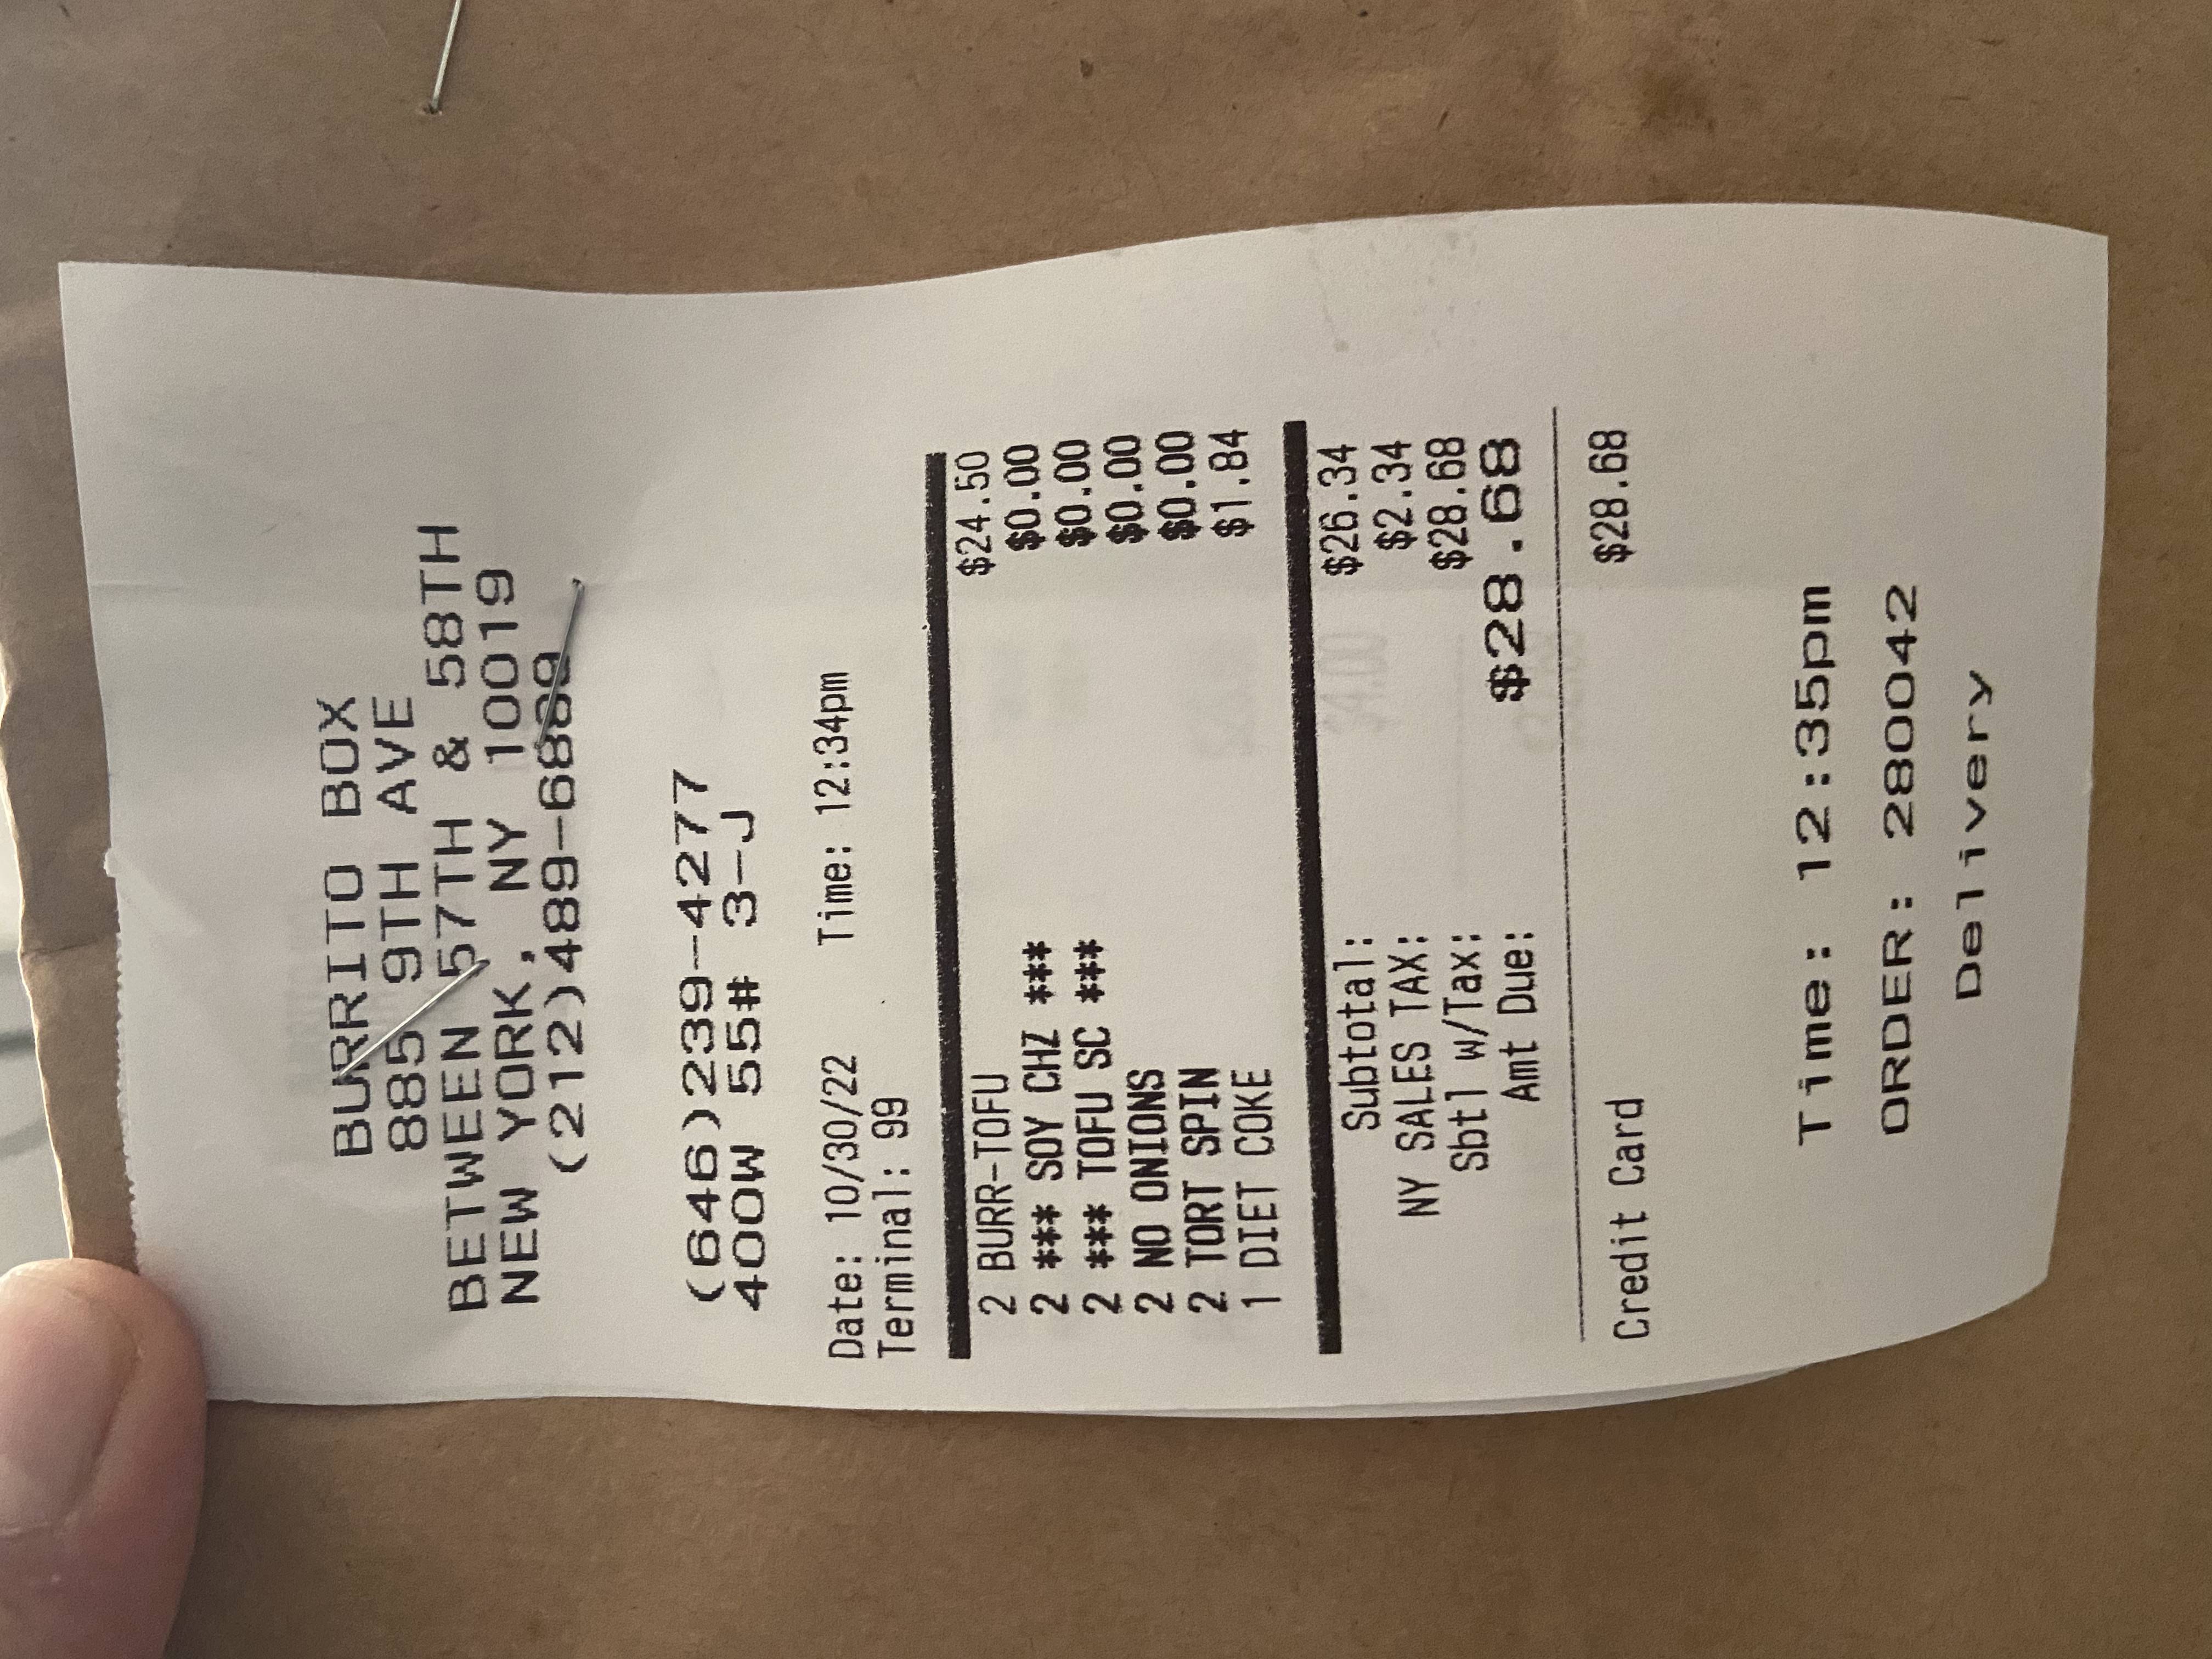 BURRITO BOX
885 9TH AVE
BETWEEN 57TH & 58TH
NEW YORK, NY 10019
(212)489-6889
(646)239-4277
400W 55# 3-J
Date: 10/30/22 Time: 12:34pm
Terminal: 99
2 BURR-TOFU $24.50
2 *** SOY CHZ *** $0.00
2 *** TOFU SC *** $0.00
2 NO ONIONS $0.00
2 TORT SPIN $0.00
1 DIET COKE $1.84
Subtotal: $26.34
NY SALES TAX: $2.34
Sbtl w/Tax: $28.68
Amt Due: $28.68
Credit Card $28.68
Time: 12:35pm
ORDER: 280042
Delivery